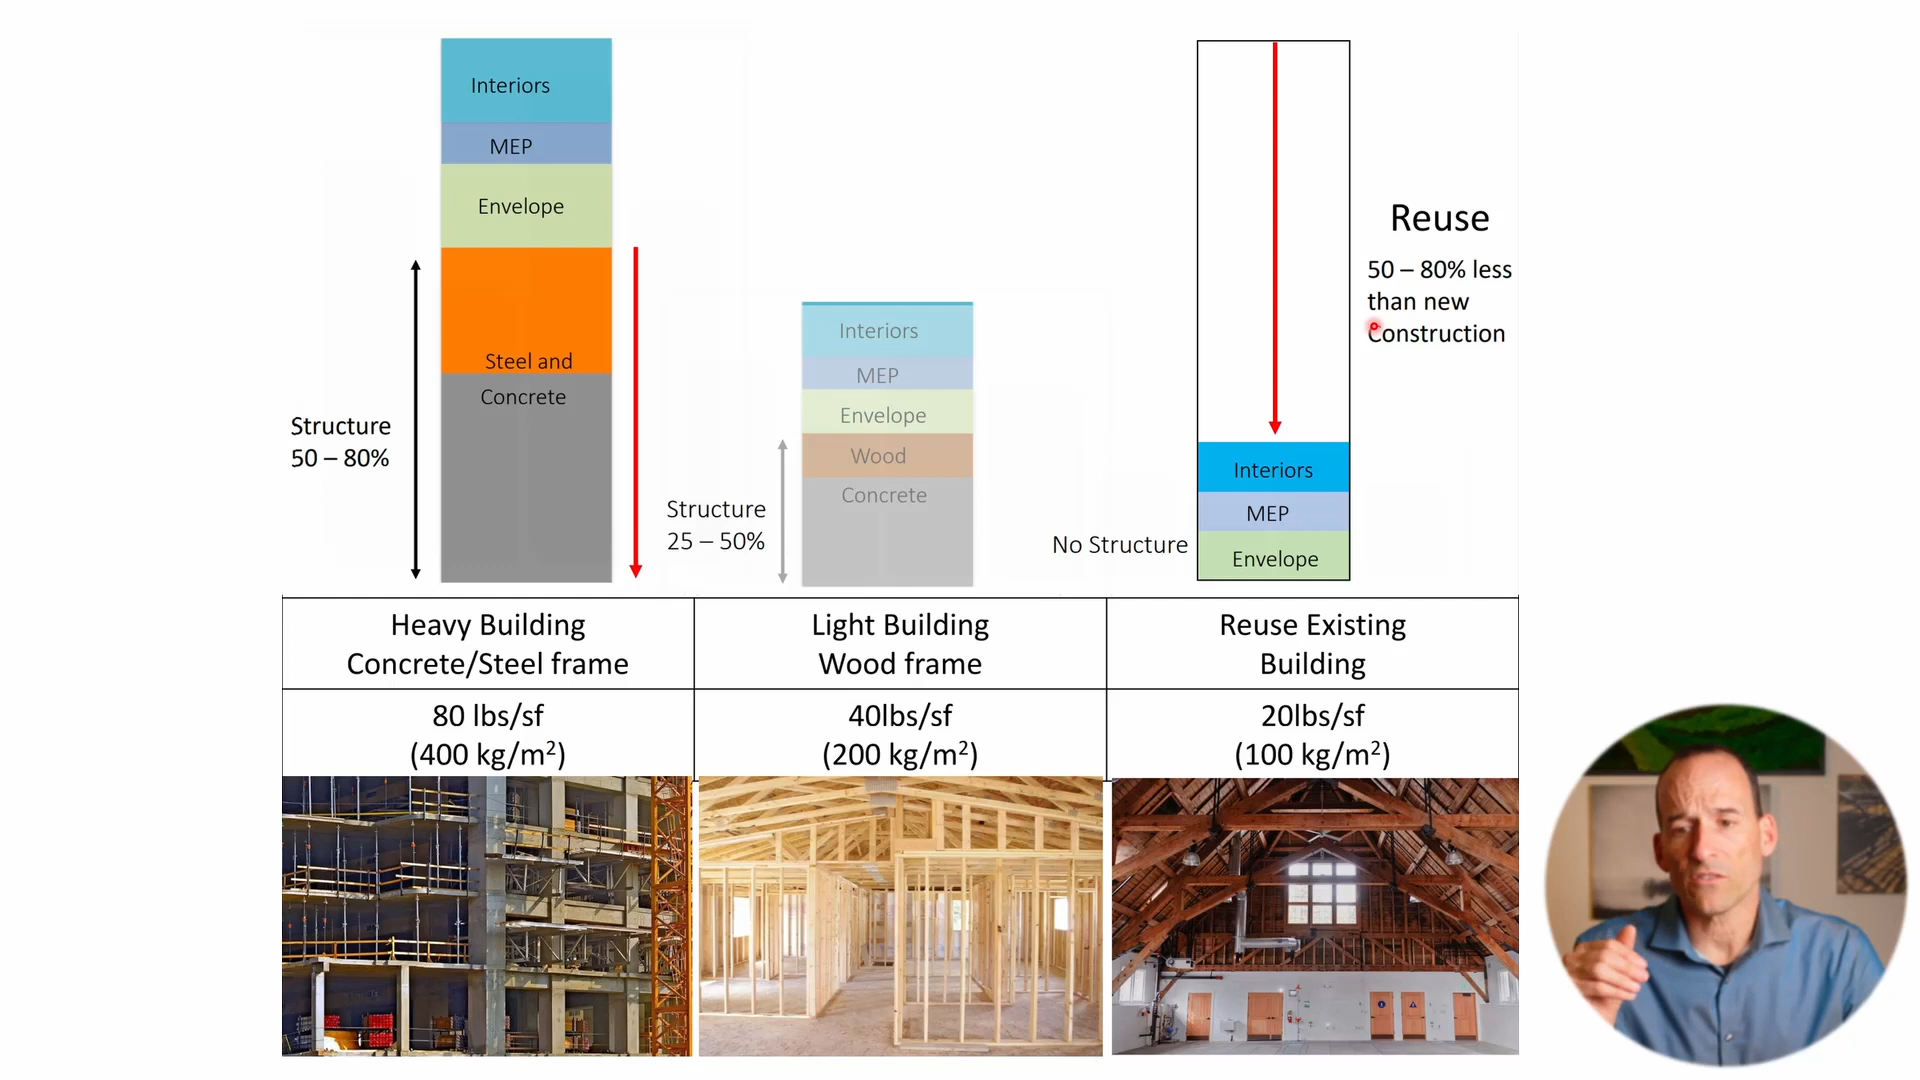 Interiors
MEP
Envelope
Steel and
Concrete
Structure
50 – 80%
Interiors
MEP
Envelope
Wood
Concrete
Structure
25 – 50%
Reuse
50 – 80% less
than new
Construction
Interiors
MEP
Envelope
No Structure
Heavy Building
Concrete/Steel frame
Light Building
Wood frame
Reuse Existing
Building
80 lbs/sf
(400 kg/m²)
40lbs/sf
(200 kg/m²)
20lbs/sf
(100 kg/m²)